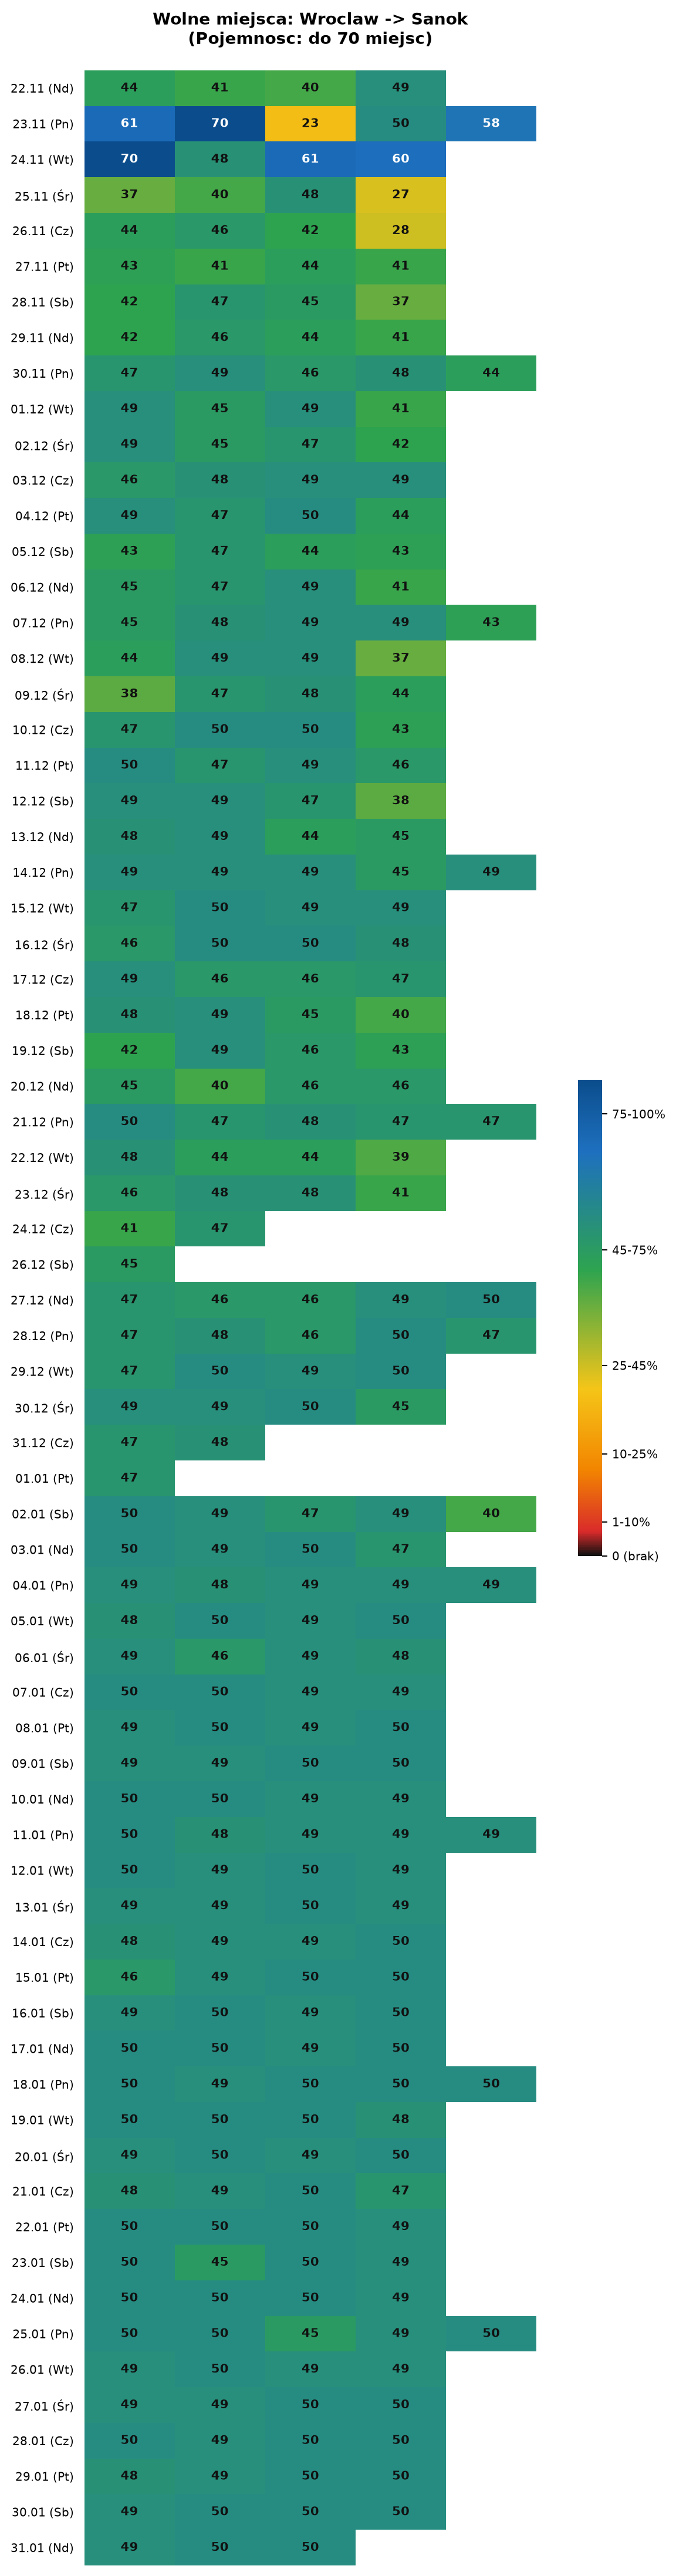 Wolne miejsca: Wroclaw -> Sanok
(Pojemnosc: do 70 miejsc)
22.11 (Nd) 44 41 40 49
23.11 (Pn) 61 70 23 50 58
24.11 (Wt) 70 48 61 60
25.11 (Śr) 37 40 48 27
26.11 (Cz) 44 46 42 28
27.11 (Pt) 43 41 44 41
28.11 (Sb) 42 47 45 37
29.11 (Nd) 42 46 44 41
30.11 (Pn) 47 49 46 48 44
01.12 (Wt) 49 45 49 41
02.12 (Śr) 49 45 47 42
03.12 (Cz) 46 48 49 49
04.12 (Pt) 49 47 50 44
05.12 (Sb) 43 47 44 43
06.12 (Nd) 45 47 49 41
07.12 (Pn) 45 48 49 49 43
08.12 (Wt) 44 49 49 37
09.12 (Śr) 38 47 48 44
10.12 (Cz) 47 50 50 43
11.12 (Pt) 50 47 49 46
12.12 (Sb) 49 49 47 38
13.12 (Nd) 48 49 44 45
14.12 (Pn) 49 49 49 45 49
15.12 (Wt) 47 50 49 49
16.12 (Śr) 46 50 50 48
17.12 (Cz) 49 46 46 47
18.12 (Pt) 48 49 45 40
19.12 (Sb) 42 49 46 43
20.12 (Nd) 45 40 46 46
21.12 (Pn) 50 47 48 47 47
22.12 (Wt) 48 44 44 39
23.12 (Śr) 46 48 48 41
24.12 (Cz) 41 47
26.12 (Sb) 45
27.12 (Nd) 47 46 46 49 50
28.12 (Pn) 47 48 46 50 47
29.12 (Wt) 47 50 49 50
30.12 (Śr) 49 49 50 45
31.12 (Cz) 47 48
01.01 (Pt) 47
02.01 (Sb) 50 49 47 49 40
03.01 (Nd) 50 49 50 47
04.01 (Pn) 49 48 49 49 49
05.01 (Wt) 48 50 49 50
06.01 (Śr) 49 46 49 48
07.01 (Cz) 50 50 49 49
08.01 (Pt) 49 50 49 50
09.01 (Sb) 49 49 50 50
10.01 (Nd) 50 50 49 49
11.01 (Pn) 50 48 49 49 49
12.01 (Wt) 50 49 50 49
13.01 (Śr) 49 49 50 49
14.01 (Cz) 48 49 49 50
15.01 (Pt) 46 49 50 50
16.01 (Sb) 49 50 49 50
17.01 (Nd) 50 50 49 50
18.01 (Pn) 50 49 50 50 50
19.01 (Wt) 50 50 50 48
20.01 (Śr) 49 50 49 50
21.01 (Cz) 48 49 50 47
22.01 (Pt) 50 50 50 49
23.01 (Sb) 50 45 50 49
24.01 (Nd) 50 50 50 49
25.01 (Pn) 50 50 45 49 50
26.01 (Wt) 49 50 49 49
27.01 (Śr) 49 49 50 50
28.01 (Cz) 50 49 50 50
29.01 (Pt) 48 49 50 50
30.01 (Sb) 49 50 50 50
31.01 (Nd) 49 50 50
75-100%
45-75%
25-45%
10-25%
1-10%
0 (brak)